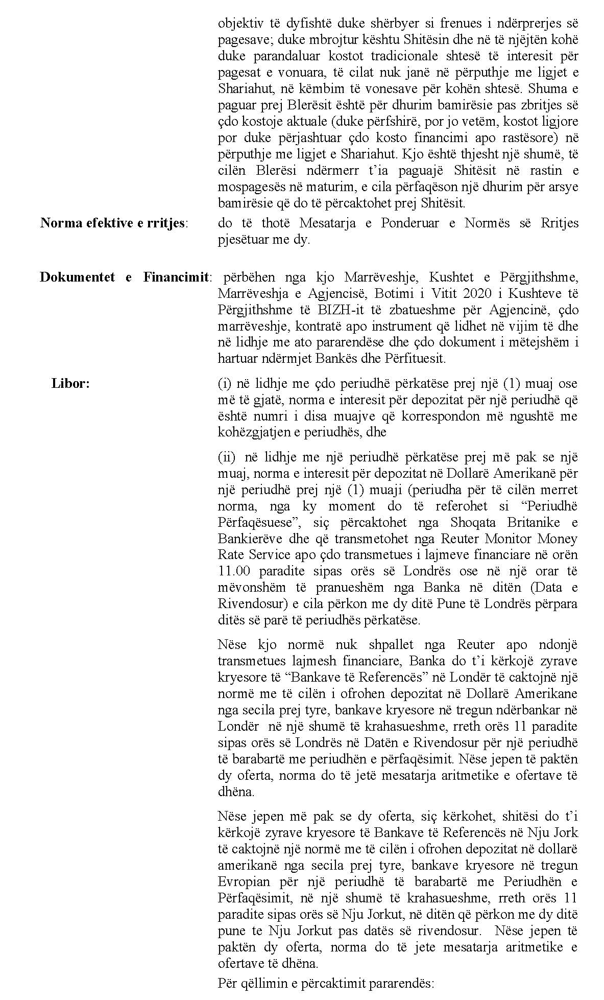 objektiv të dyfishtë duke shërbyer si frenues i ndërprerjes së
pagesave; duke mbrojtur kështu Shitësin dhe në të njëjtën kohë
duke parandaluar kostot tradicionale shtesë të interesit për
pagesat e vonuara, të cilat nuk janë në përputhje me ligjet e
Shariahut, në këmbim të vonesave për kohën shtesë. Shuma e
paguar prej Blerësit është për dhurim bamirësie pas zbritjes së
çdo kostoje aktuale (duke përfshirë, por jo vetëm, kostot ligjore
por duke përjashtuar çdo kosto financimi apo rastësore) në
përputhje me ligjet e Shariahut. Kjo është thjesht një shumë, të
cilën Blerësi ndërmerr t’ia paguajë Shitësit në rastin e
mospagesës në maturim, e cila përfaqëson një dhurim për arsye
bamirësie që do të përcaktohet prej Shitësit.
Norma efektive e rritjes: do të thotë Mesatarja e Ponderuar e Normës së Rritjes
pjesëtuar me dy.
Dokumentet e Financimit: përbëhen nga kjo Marrëveshje, Kushtet e Përgjithshme,
Marrëveshja e Agjencisë, Botimi i Vitit 2020 i Kushteve të
Përgjithshme të BIZH-it të zbatueshme për Agjencinë, çdo
marrëveshje, kontratë apo instrument që lidhet në vijim të dhe
në lidhje me ato pararendëse dhe çdo dokument i mëtejshëm i
hartuar ndërmjet Bankës dhe Përfituesit.
Libor: (i) në lidhje me çdo periudhë përkatëse prej një (1) muaj ose
më të gjatë, norma e interesit për depozitat për një periudhë që
është numri i disa muajve që korrespondon më ngushtë me
kohëzgjatjen e periudhës, dhe
(ii) në lidhje me një periudhë përkatëse prej më pak se një
muaj, norma e interesit për depozitat në Dollarë Amerikanë për
një periudhë prej një (1) muaji (periudha për të cilën merret
norma, nga ky moment do të referohet si “Periudhë
Përfaqësuese”, siç përcaktohet nga Shoqata Britanike e
Bankierëve dhe që transmetohet nga Reuter Monitor Money
Rate Service apo çdo transmetues i lajmeve financiare në orën
11.00 paradite sipas orës së Londrës ose në një orar të
mëvonshëm të pranueshëm nga Banka në ditën (Data e
Rivendosur) e cila përkon me dy ditë Pune të Londrës përpara
ditës së parë të periudhës përkatëse.
Nëse kjo normë nuk shpallet nga Reuter apo ndonjë
transmetues lajmesh financiare, Banka do t’i kërkojë zyrave
kryesore të “Bankave të Referencës” në Londër të caktojnë një
normë me të cilën i ofrohen depozitat në Dollarë Amerikane
nga secila prej tyre, bankave kryesore në tregun ndërbankar në
Londër në një shumë të krahasueshme, rreth orës 11 paradite
sipas orës së Londrës në Datën e Rivendosur për një periudhë
të barabartë me periudhën e përfaqësimit. Nëse jepen të paktën
dy oferta, norma do të jetë mesatarja aritmetike e ofertave të
dhëna.
Nëse jepen më pak se dy oferta, siç kërkohet, shitësi do t’i
kërkojë zyrave kryesore të Bankave të Referencës në Nju Jork
të caktojnë një normë me të cilën i ofrohen depozitat në dollarë
amerikanë nga secila prej tyre, bankave kryesore në tregun
Evropian për një periudhë të barabartë me Periudhën e
Përfaqësimit, në një shumë të krahasueshme, rreth orës 11
paradite sipas orës së Nju Jorkut, në ditën që përkon me dy ditë
pune te Nju Jorkut pas datës së rivendosur. Nëse jepen të
paktën dy oferta, norma do të jete mesatarja aritmetike e
ofertave të dhëna.
Për qëllimin e përcaktimit pararendës: